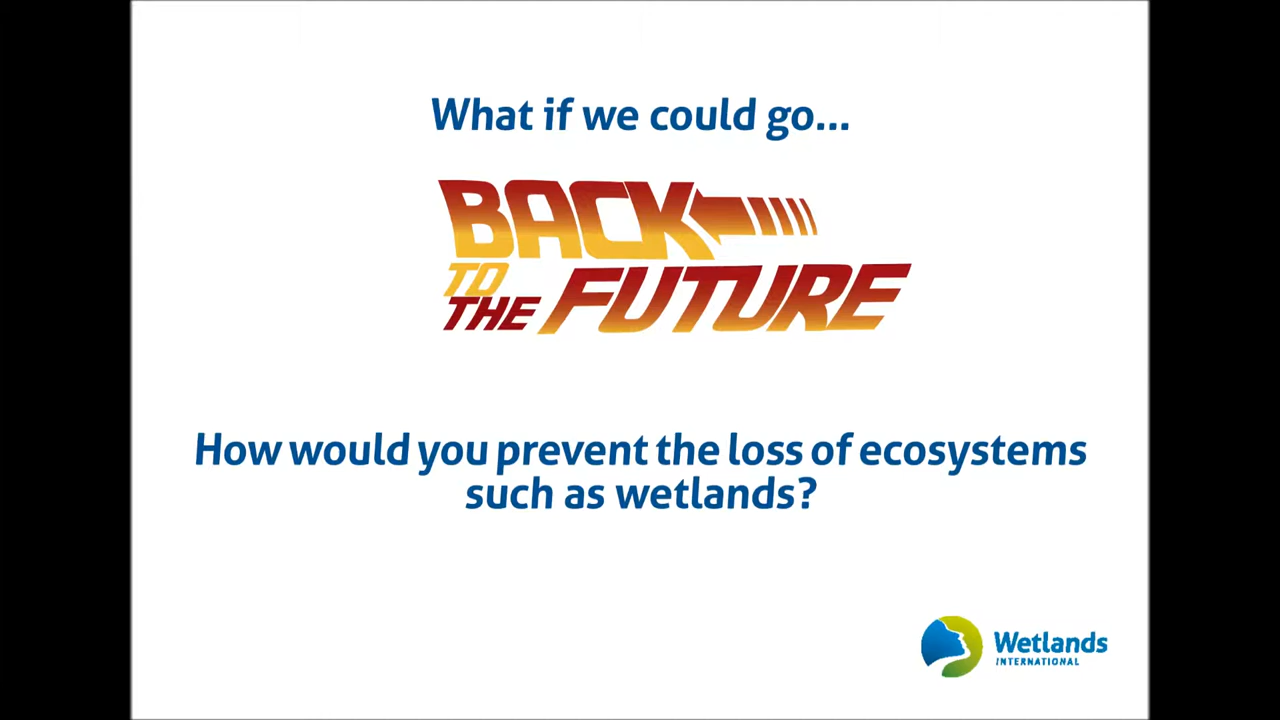 What if we could go...
BACK
TO
THE FUTURE
How would you prevent the loss of ecosystems
such as wetlands?
Wetlands
INTERNATIONAL